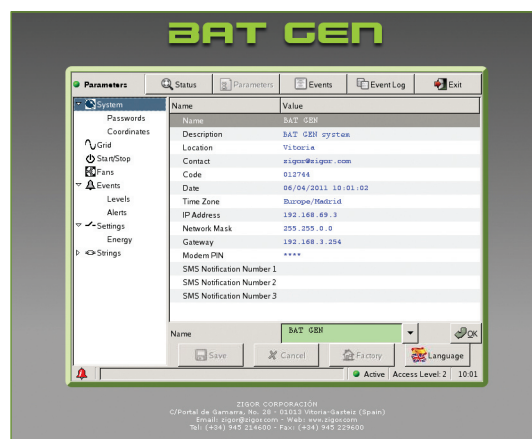 BAT GEN
Parameters Status Parameters Events Event Log Exit
System
Passwords
Coordinates
Grid
Start/Stop
Fans
Events
Levels
Alerts
Settings
Energy
Strings
Name Value
Name BAT GEN
Description BAT GEN system
Location Vitoria
Contact zigor@zigor.com
Code 012744
Date 06/04/2011 10:01:02
Time Zone Europe/Madrid
IP Address 192.168.69.3
Network Mask 255.255.0.0
Gateway 192.168.3.254
Modem PIN ****
SMS Notification Number 1
SMS Notification Number 2
SMS Notification Number 3
Name BAT GEN OK
Save Cancel Factory Language
Active Access Level: 2 10:01
ZIGOR CORPORACIÓN
C/Portal de Gamarra, No. 28 - 01013 Vitoria-Gasteiz (Spain)
Email: zigor@zigor.com - Web: www.zigor.com
Tel: (+34) 945 214600 - Fax: (+34) 945 229600